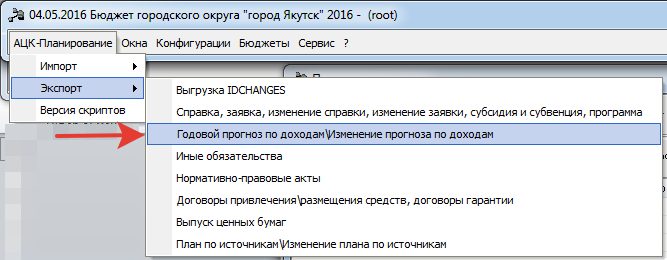 04.05.2016 Бюджет городского округа "город Якутск" 2016 - (root)
АЦК-Планирование Окна Конфигурации Бюджеты Сервис ?
Импорт
Экспорт
Версия скриптов
Выгрузка IDCHANGES
Справка, заявка, изменение справки, изменение заявки, субсидия и субвенция, программа
Годовой прогноз по доходам\Изменение прогноза по доходам
Иные обязательства
Нормативно-правовые акты
Договоры привлечения\размещения средств, договоры гарантии
Выпуск ценных бумаг
План по источникам\Изменение плана по источникам